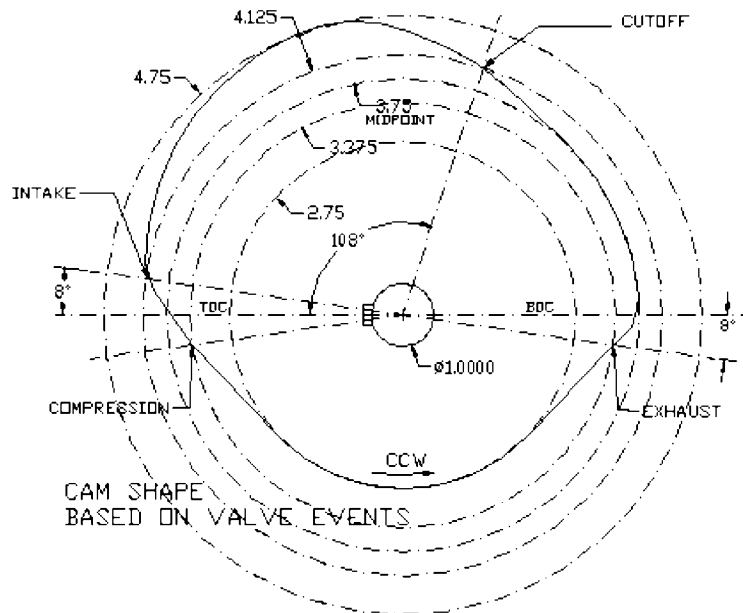 4.125
CUTOFF
4.75
3.75
MIDPOINT
3.375
INTAKE
2.75
108°
8°
TDC
BDC
8°
ø1.0000
COMPRESSION
EXHAUST
CCW
CAM SHAPE
BASED ON VALVE EVENTS